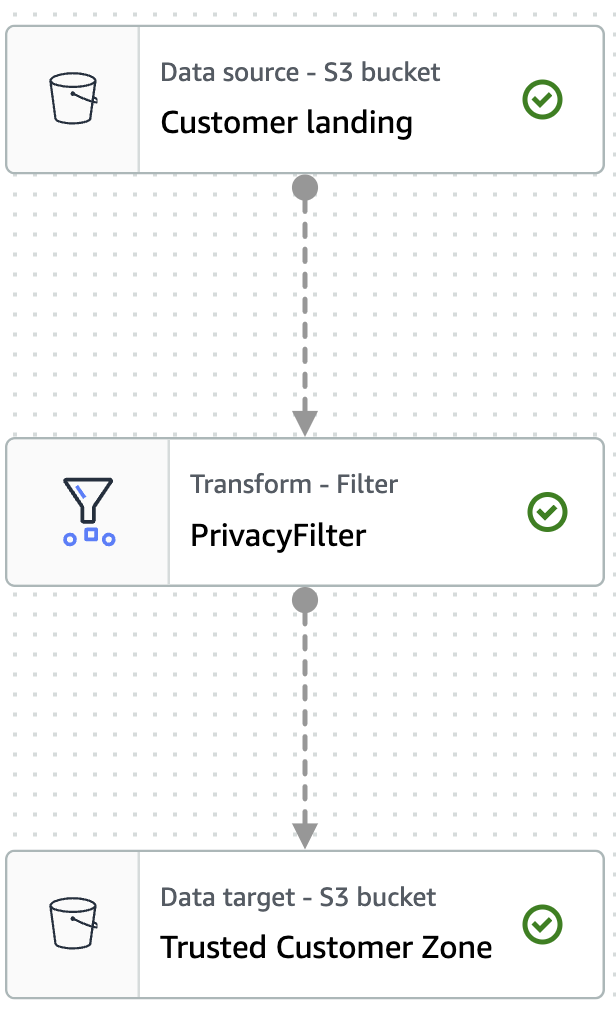 Data source - S3 bucket
Customer landing
Transform - Filter
PrivacyFilter
Data target - S3 bucket
Trusted Customer Zone